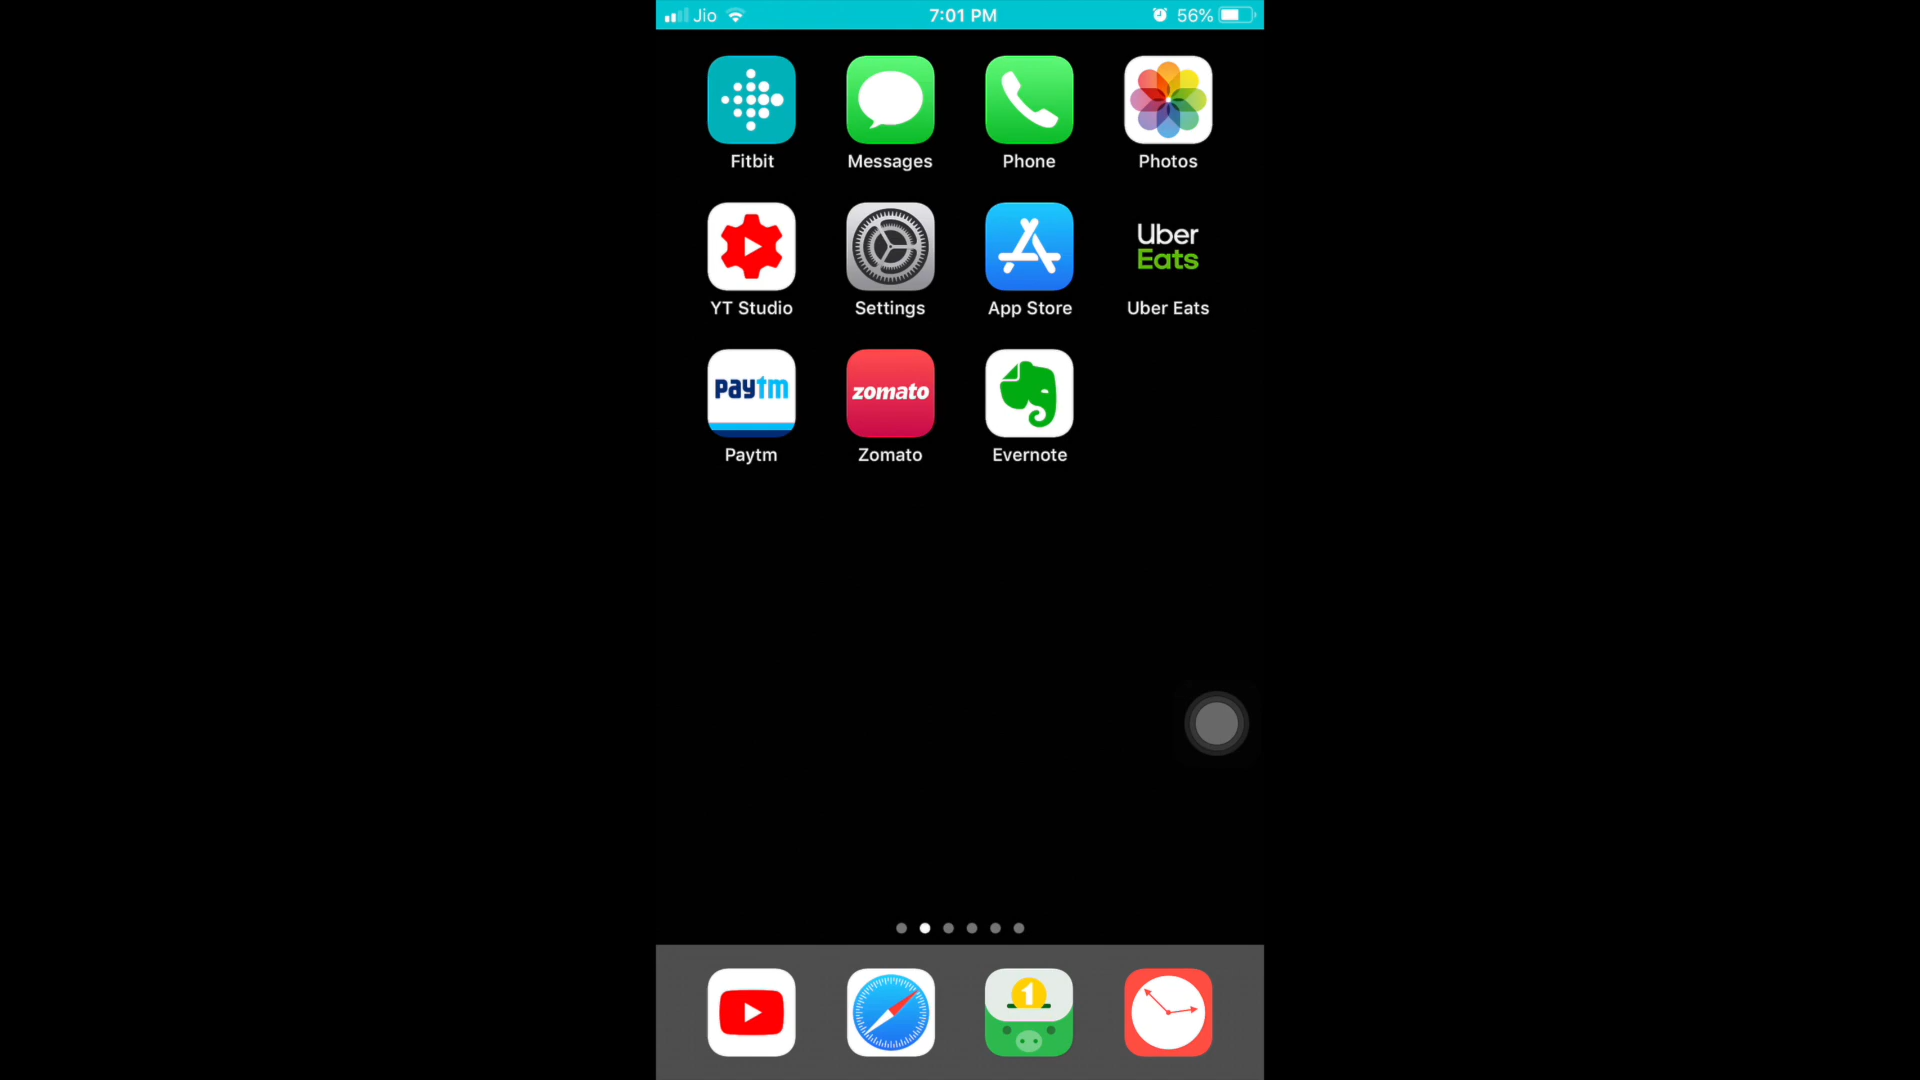 Jio 7:01 PM 56%
Fitbit Messages Phone Photos
Uber
Eats
YT Studio Settings App Store Uber Eats
paytm zomato
Paytm Zomato Evernote
1